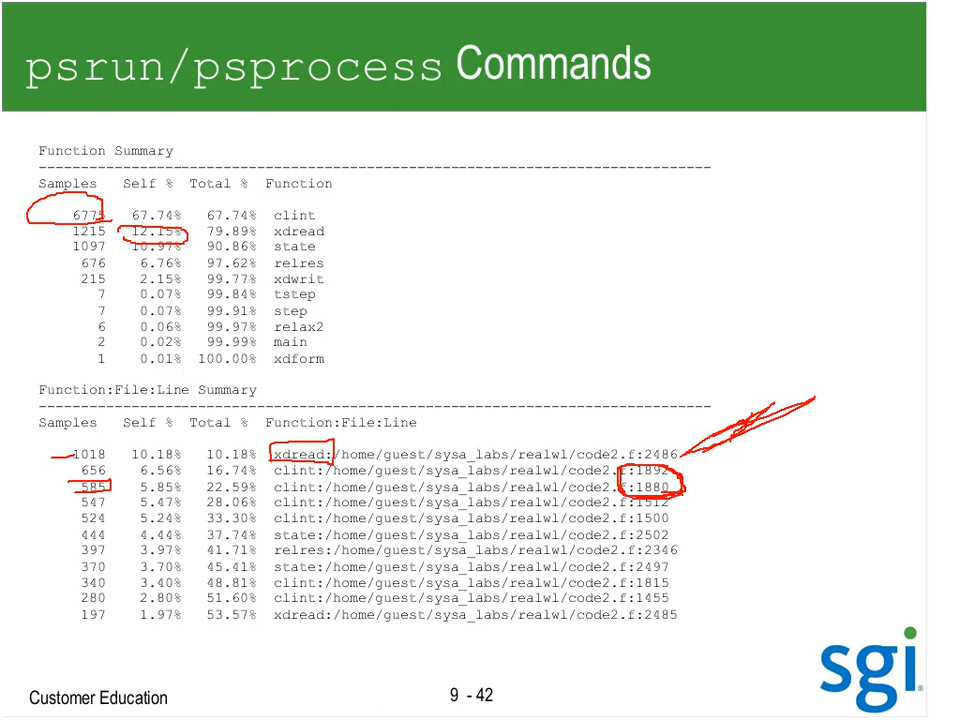 psrun/psprocess Commands
Function Summary
--------------------------------------------------------------------------------
Samples Self % Total % Function
6775 67.74% 67.74% clint
1215 12.15% 79.89% xdread
1097 10.97% 90.86% state
676 6.76% 97.62% relres
215 2.15% 99.77% xdwrit
7 0.07% 99.84% tstep
7 0.07% 99.91% step
6 0.06% 99.97% relax2
2 0.02% 99.99% main
1 0.01% 100.00% xdform
Function:File:Line Summary
--------------------------------------------------------------------------------
Samples Self % Total % Function:File:Line
1018 10.18% 10.18% xdread:/home/guest/sysa_labs/realwl/code2.f:2486
656 6.56% 16.74% clint:/home/guest/sysa_labs/realwl/code2.f:1892
585 5.85% 22.59% clint:/home/guest/sysa_labs/realwl/code2.f:1880
547 5.47% 28.06% clint:/home/guest/sysa_labs/realwl/code2.f:1512
524 5.24% 33.30% clint:/home/guest/sysa_labs/realwl/code2.f:1500
444 4.44% 37.74% state:/home/guest/sysa_labs/realwl/code2.f:2502
397 3.97% 41.71% relres:/home/guest/sysa_labs/realwl/code2.f:2346
370 3.70% 45.41% state:/home/guest/sysa_labs/realwl/code2.f:2497
340 3.40% 48.81% clint:/home/guest/sysa_labs/realwl/code2.f:1815
280 2.80% 51.60% clint:/home/guest/sysa_labs/realwl/code2.f:1455
197 1.97% 53.57% xdread:/home/guest/sysa_labs/realwl/code2.f:2485
Customer Education
9 - 42
sgi®